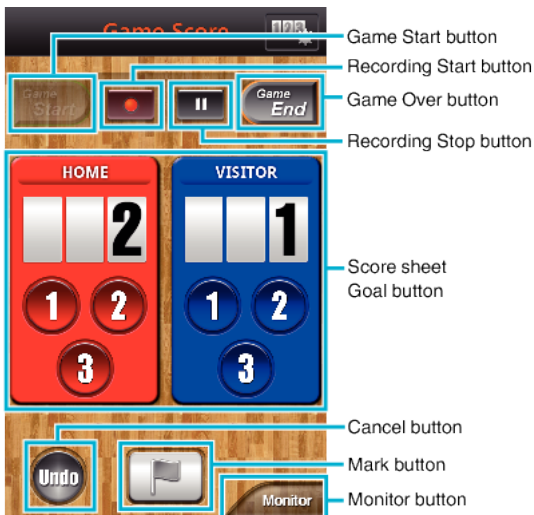 Game Score
123
Game Start button
Recording Start button
Game
Start
Game
End
Game Over button
Recording Stop button
HOME
VISITOR
2
1
1
2
1
2
3
3
Score sheet
Goal button
Cancel button
Undo
Mark button
Monitor
Monitor button